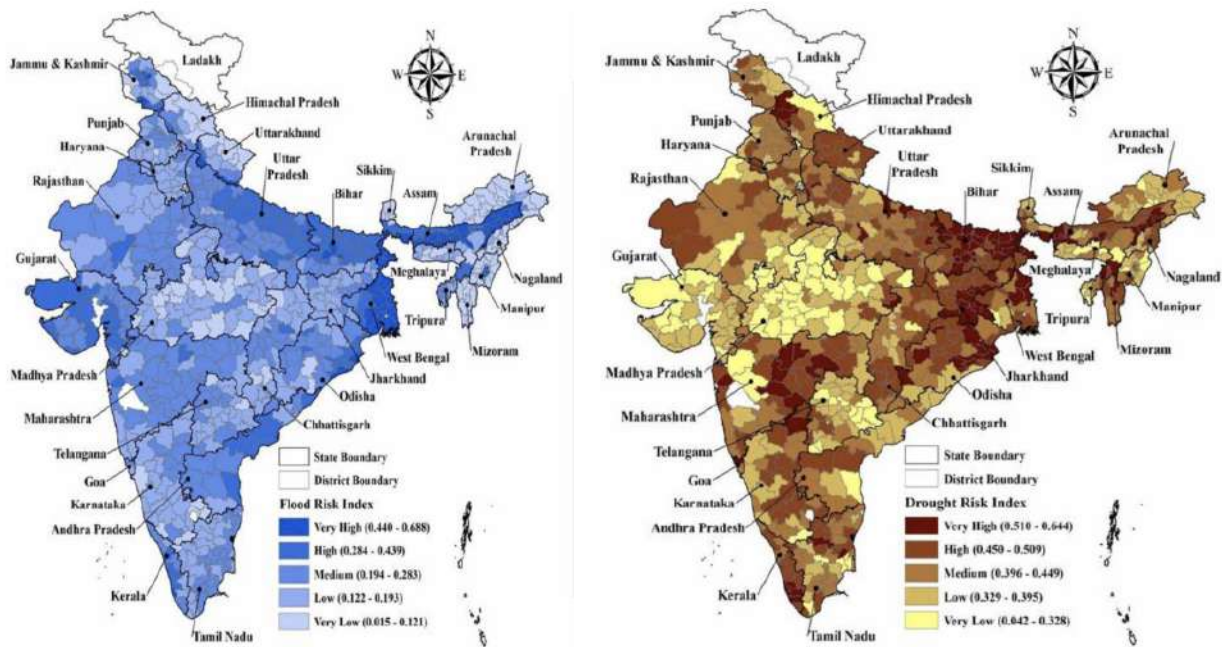 Ladakh
Jammu & Kashmir
N
W
E
S
Himachal Pradesh
Punjab
Uttarakhand
Haryana
Arunachal
Pradesh
Uttar
Pradesh
Sikkim
Rajasthan
Bihar
Assam
Gujarat
Meghalaya
Nagaland
Manipur
Tripura
West Bengal
Mizoram
Madhya Pradesh
Jharkhand
Maharashtra
Odisha
Chhattisgarh
Telangana
Goa
Karnataka
Andhra Pradesh
Kerala
Tamil Nadu
State Boundary
District Boundary
Flood Risk Index
Very High (0.440 - 0.688)
High (0.284 - 0.439)
Medium (0.194 - 0.283)
Low (0.122 - 0.193)
Very Low (0.015 - 0.121)
Ladakh
Jammu & Kashmir
N
W
E
S
Himachal Pradesh
Punjab
Uttarakhand
Haryana
Arunachal
Pradesh
Uttar
Pradesh
Sikkim
Rajasthan
Bihar
Assam
Gujarat
Meghalaya
Nagaland
Manipur
Tripura
West Bengal
Mizoram
Madhya Pradesh
Jharkhand
Maharashtra
Odisha
Chhattisgarh
Telangana
Goa
Karnataka
Andhra Pradesh
Kerala
Tamil Nadu
State Boundary
District Boundary
Drought Risk Index
Very High (0.510 - 0.644)
High (0.450 - 0.509)
Medium (0.396 - 0.449)
Low (0.329 - 0.395)
Very Low (0.042 - 0.328)